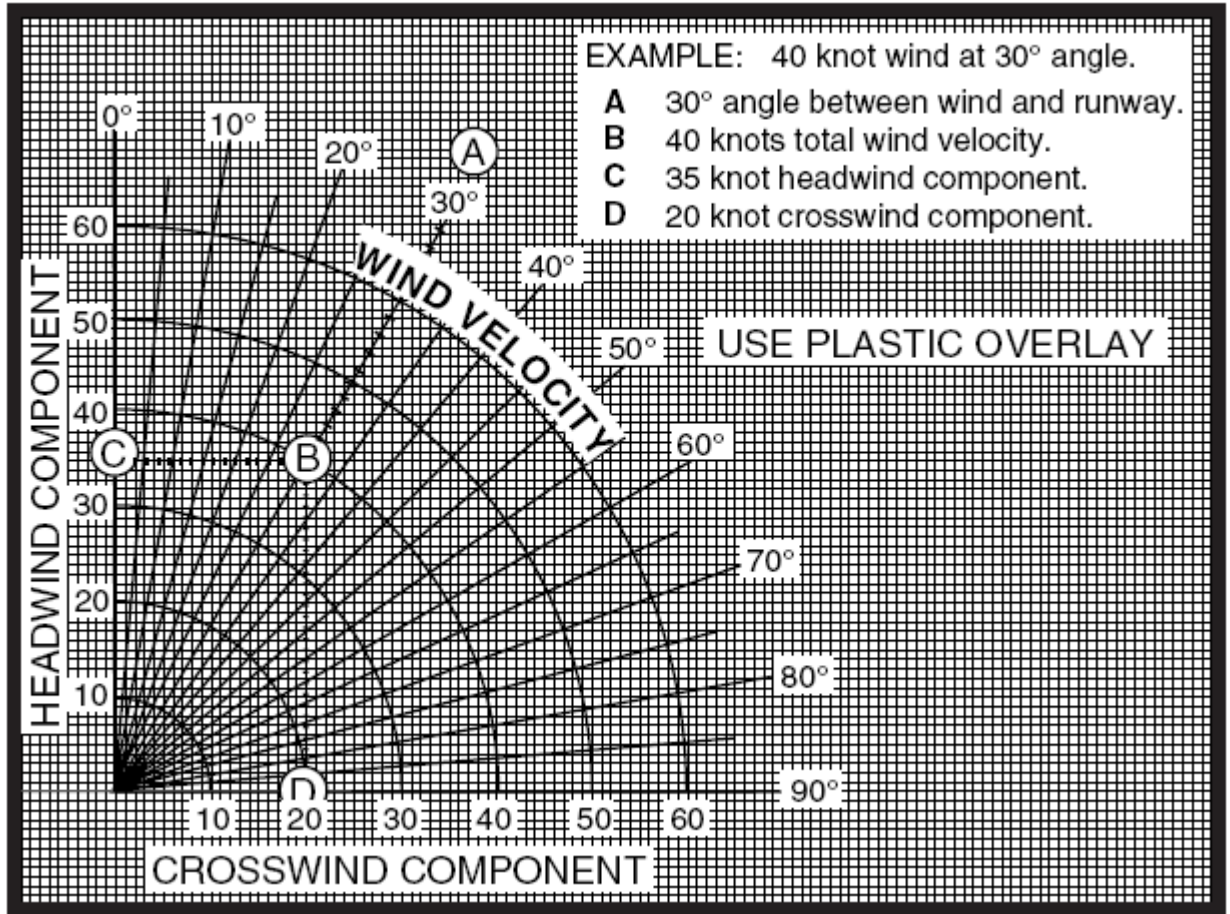 EXAMPLE: 40 knot wind at 30° angle.
A 30° angle between wind and runway.
B 40 knots total wind velocity.
C 35 knot headwind component.
D 20 knot crosswind component.
0°
10°
20°
A
30°
40°
50°
60°
70°
80°
90°
WIND VELOCITY
USE PLASTIC OVERLAY
HEADWIND COMPONENT
60
50
40
C
B
30
20
10
D
10 20 30 40 50 60
CROSSWIND COMPONENT